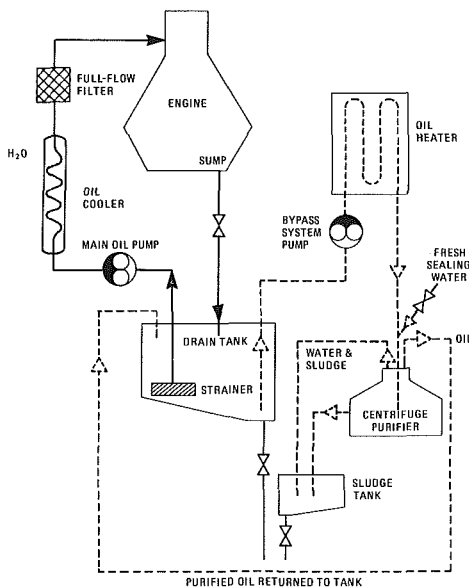 FULL-FLOW
FILTER
ENGINE
SUMP
OIL
HEATER
H₂O
OIL
COOLER
BYPASS
SYSTEM
PUMP
MAIN OIL PUMP
FRESH
SEALING
WATER
DRAIN TANK
WATER &
SLUDGE
OIL
STRAINER
CENTRIFUGE
PURIFIER
SLUDGE
TANK
PURIFIED OIL RETURNED TO TANK